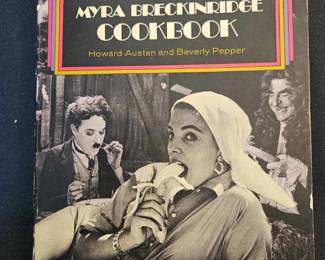 MYRA BRECKINRIDGE
COOKBOOK
Howard Austen and Beverly Pepper